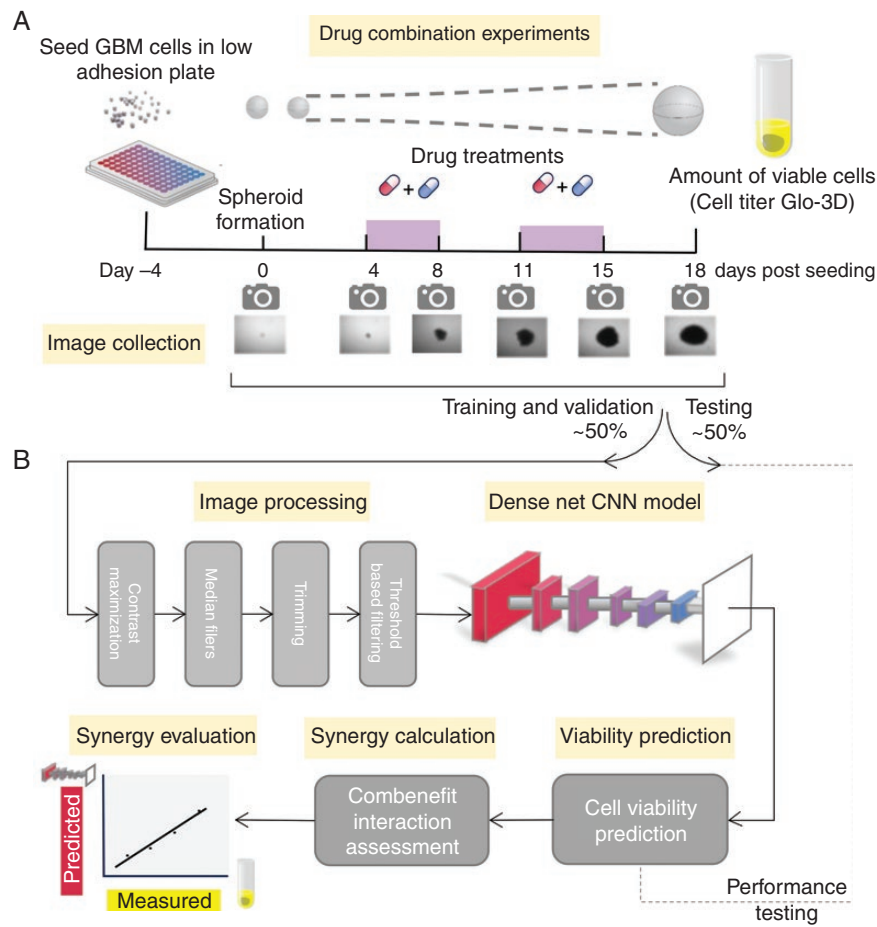 A
Drug combination experiments
Seed GBM cells in low
adhesion plate
Drug treatments
+
+
Spheroid
formation
Amount of viable cells
(Cell titer Glo-3D)
Day –4
0
4
8
11
15
18
days post seeding
Image collection
Training and validation
~50%
Testing
~50%
B
Image processing
Dense net CNN model
Contrast
maximization
Median filers
Trimming
Threshold
based filtering
Synergy evaluation
Synergy calculation
Viability prediction
Predicted
Measured
Combenefit
interaction
assessment
Cell viability
prediction
Performance
testing